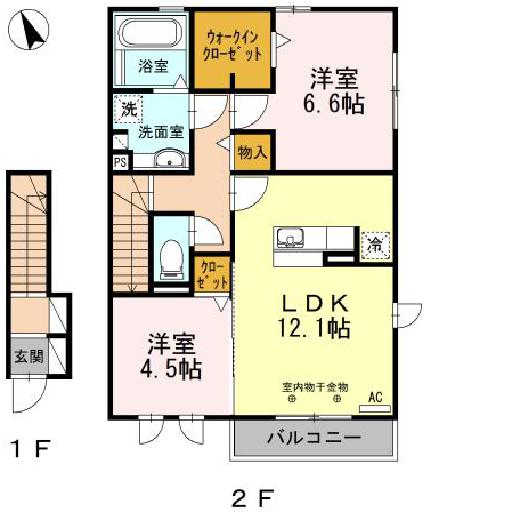 ウォークイン
クローゼット
浴室
洋室
6.6帖
洗
洗面室
PS
物入
冷
クロー
ゼット
LDK
12.1帖
洋室
4.5帖
玄関
室内物干金物
AC
バルコニー
1F
2F